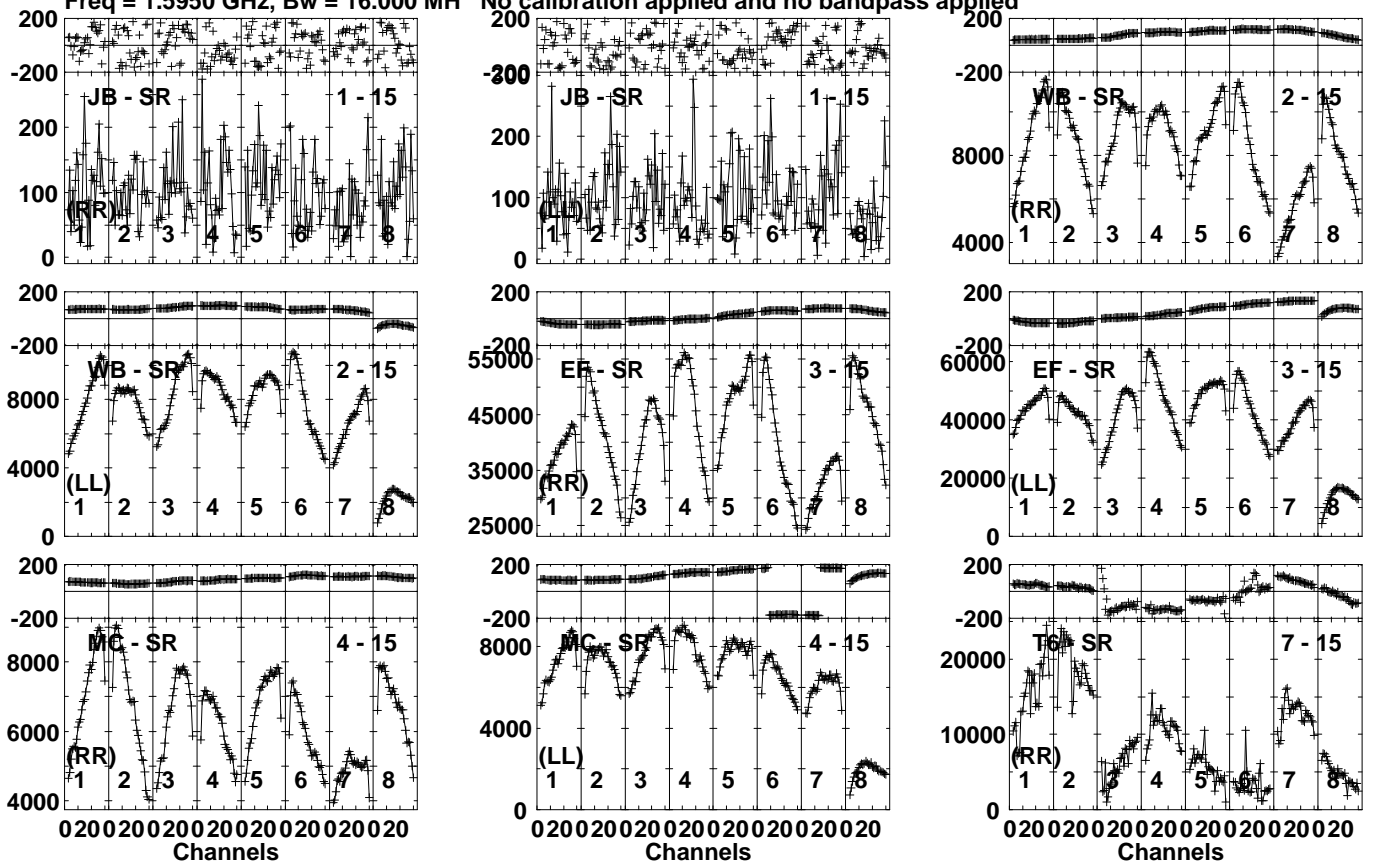 Freq = 1.5950 GHz, Bw = 16.000 MH No calibration applied and no bandpass applied
200
-200
JB - SR
1 - 15
200
100
0
(RR)
1 2 3 4 5 6 7 8
200
-200
300
JB - SR
1 - 15
200
100
0
(LL)
1 2 3 4 5 6 7 8
200
-200
WB - SR
2 - 15
8000
4000
(RR)
1 2 3 4 5 6 7 8
200
-200
WB - SR
2 - 15
8000
4000
0
(LL)
1 2 3 4 5 6 7 8
200
-200
55000
EF - SR
3 - 15
45000
35000
25000
(RR)
1 2 3 4 5 6 7 8
200
-200
60000
EF - SR
3 - 15
40000
20000
0
(LL)
1 2 3 4 5 6 7 8
200
-200
MC - SR
4 - 15
8000
6000
4000
(RR)
1 2 3 4 5 6 7 8
0 20 0 20 0 20 0 20 0 20 0 20 0 20 0 20
Channels
200
-200
MC - SR
4 - 15
8000
4000
0
(LL)
1 2 3 4 5 6 7 8
0 20 0 20 0 20 0 20 0 20 0 20 0 20 0 20
Channels
200
-200
T6 - SR
7 - 15
20000
10000
0
(RR)
1 2 3 4 5 6 7 8
0 20 0 20 0 20 0 20 0 20 0 20 0 20 0 20
Channels